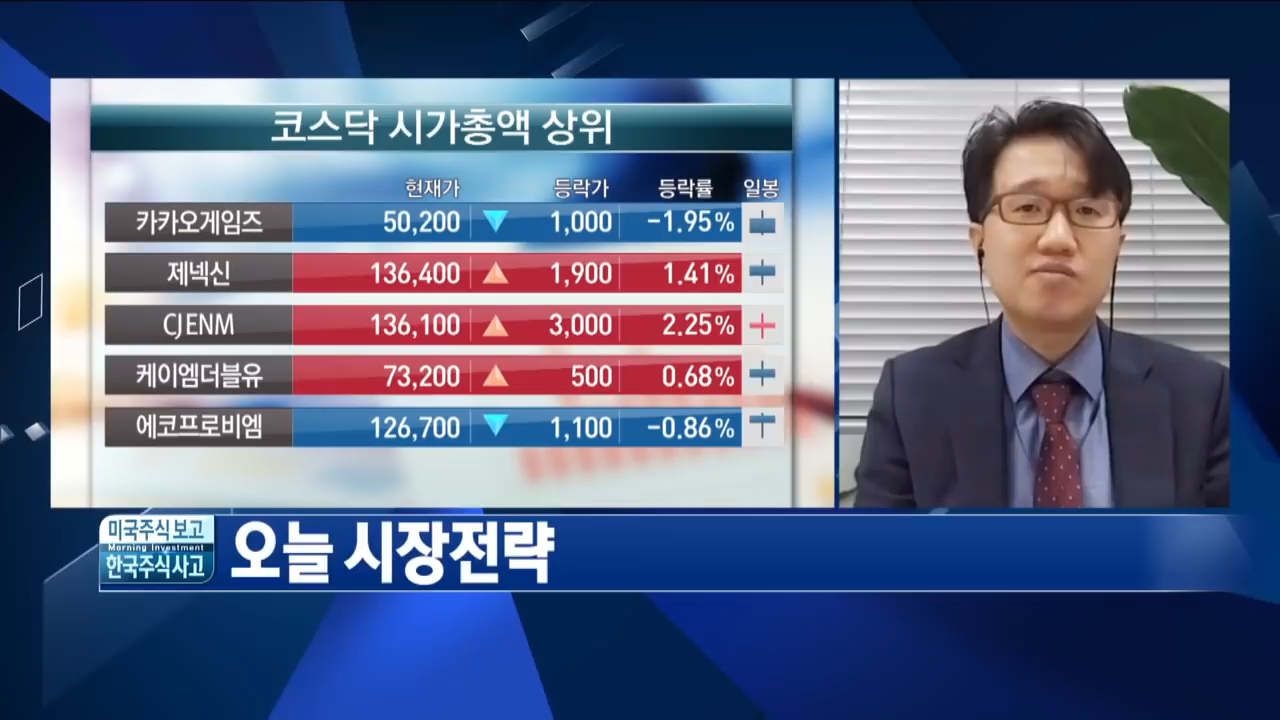 코스닥 시가총액 상위
현재가 등락가 등락률 일봉
카카오게임즈 50,200 ▼ 1,000 -1.95%
제넥신 136,400 ▲ 1,900 1.41%
CJENM 136,100 ▲ 3,000 2.25%
케이엠더블유 73,200 ▲ 500 0.68%
에코프로비엠 126,700 ▼ 1,100 -0.86%
미국주식 보고
Morning Investment
한국주식 사고
오늘 시장전략